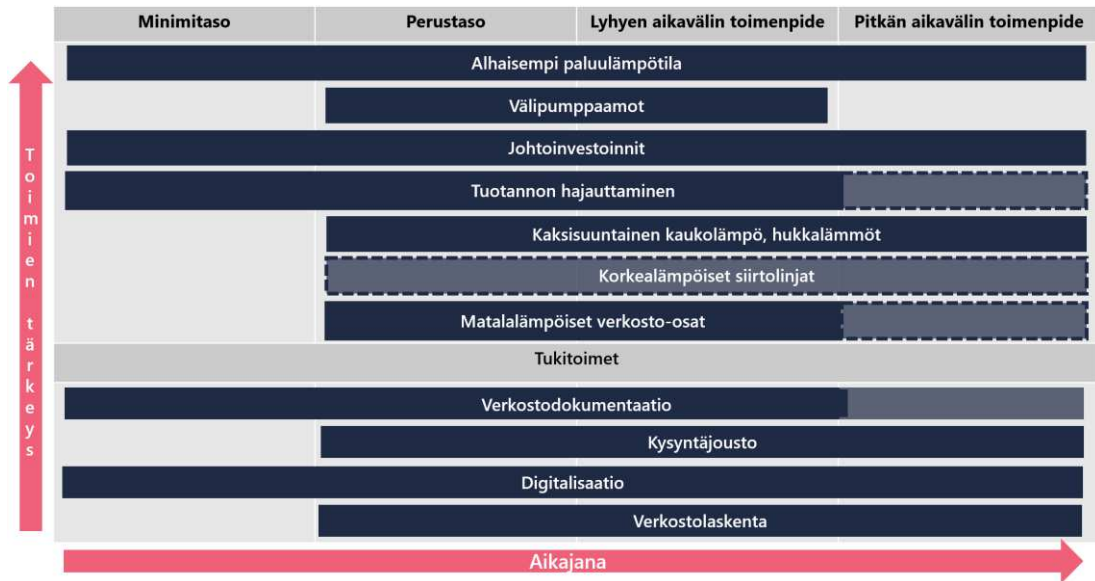 Minimitaso
Perustaso
Lyhyen aikavälin toimenpide
Pitkän aikavälin toimenpide
Toimien tärkeys
Alhaisempi paluulämpötila
Välipumppaamot
Johtoinvestoinnit
Tuotannon hajauttaminen
Kaksisuuntainen kaukolämpö, hukkalämmöt
Korkealämpöiset siirtolinjat
Matalalämpöiset verkosto-osat
Tukitoimet
Verkostodokumentaatio
Kysyntäjousto
Digitalisaatio
Verkostolaskenta
Aikajana